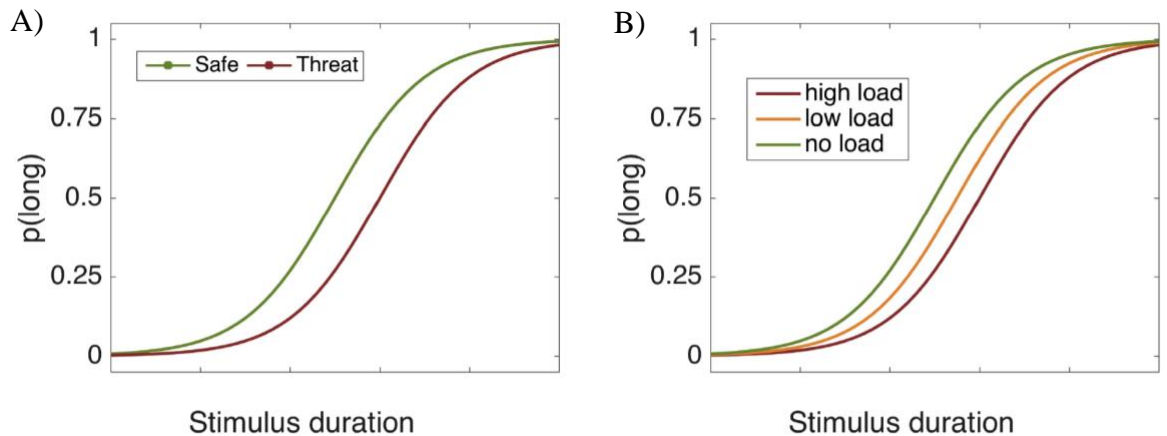 A)
1
0.75
0.5
0.25
0
p(long)
Safe Threat
Stimulus duration
B)
1
0.75
0.5
0.25
0
p(long)
high load
low load
no load
Stimulus duration